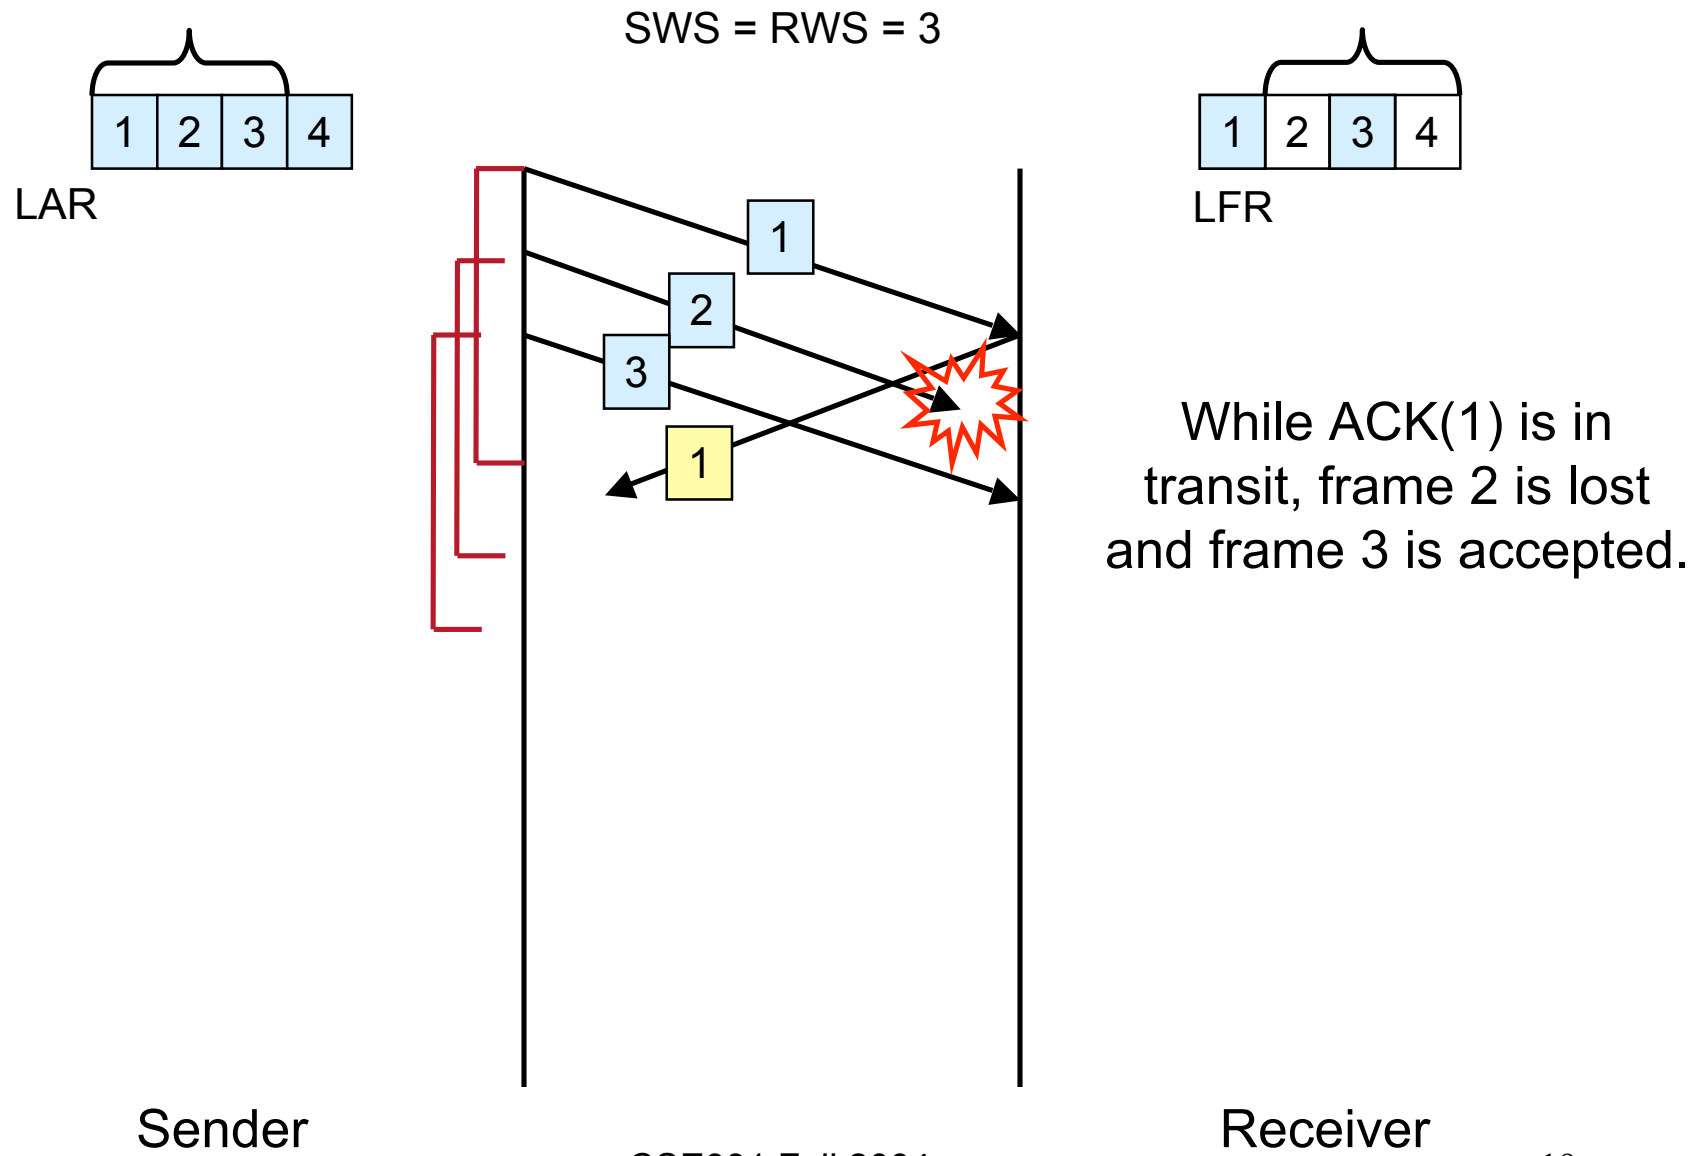 SWS = RWS = 3
1 2 3 4
1 2 3 4
LAR
LFR
1
2
3
1
While ACK(1) is in
transit, frame 2 is lost
and frame 3 is accepted.
Sender
Receiver